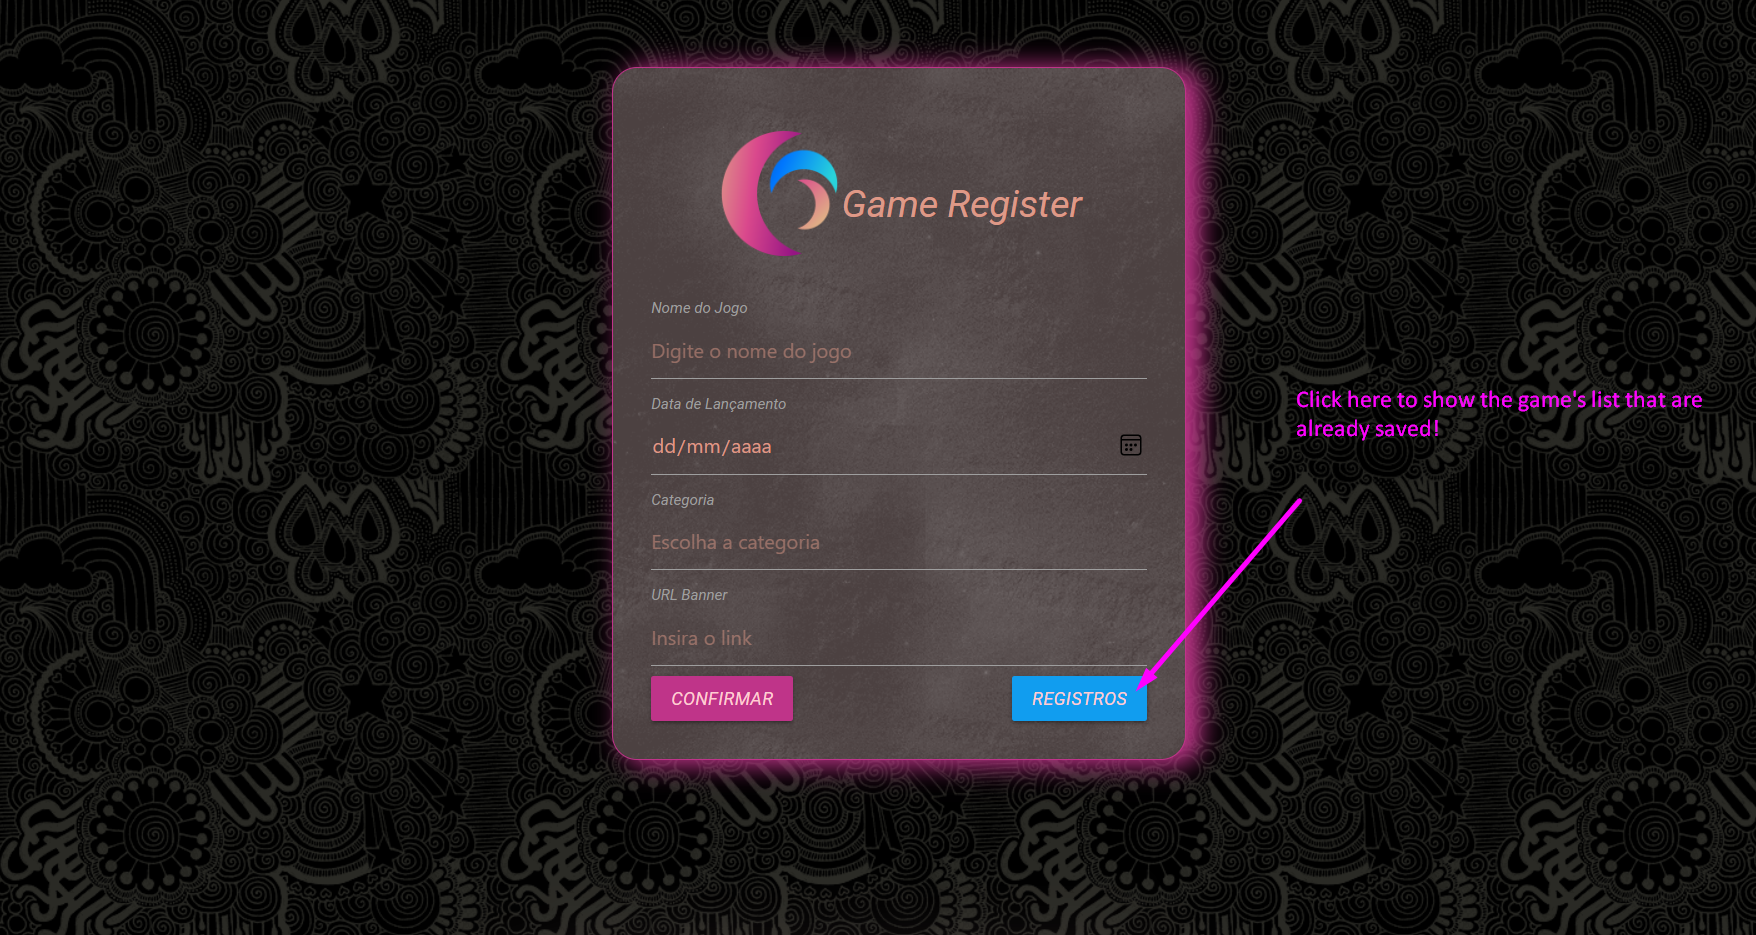 Game Register
Nome do Jogo
Digite o nome do jogo
Data de Lançamento
dd/mm/aaaa
Categoria
Escolha a categoria
URL Banner
Insira o link
CONFIRMAR
REGISTROS
Click here to show the game's list that are
already saved!